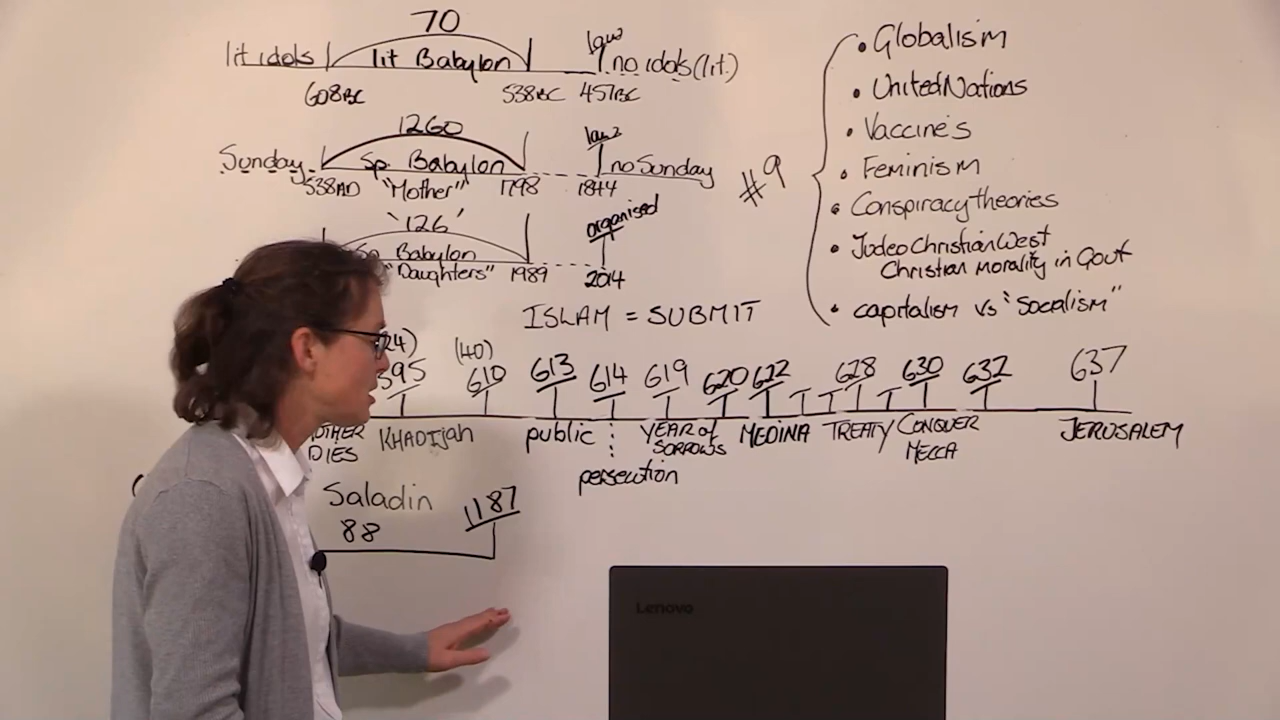 70
lit idols lit Babylon law no idols (lit.)
608BC 538BC 457BC
1260 law2
Sunday Sp. Babylon no Sunday
538AD "Mother" 1798 1844
'126' organised
Babylon
"Daughters" 1989 2014
#9
• Globalism
• United Nations
• Vaccines
• Feminism
• Conspiracy theories
• Judeo Christian West
Christian morality in Govt
• capitalism vs "Socialism"
ISLAM = SUBMIT
24) (40)
595 610 613 614 619 620 622 628 630 632 637
DIES KHADIJAH public YEAR of SORROWS MEDINA TREATY CONQUER MECCA JERUSALEM
persecution
Saladin 1187
88
Lenovo